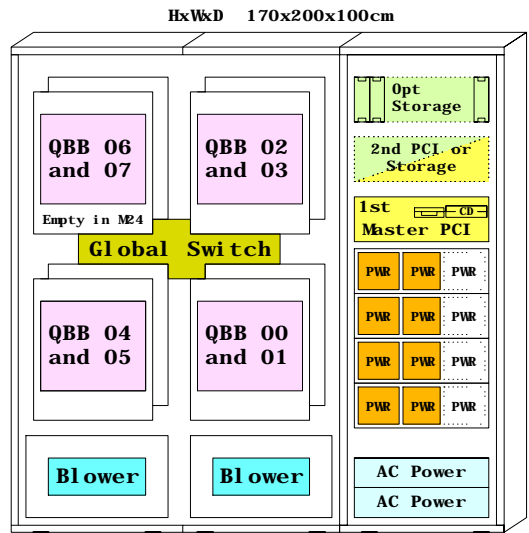 HxWxD 170x200x100cm
QBB 06
and 07
Empty in M24
QBB 02
and 03
Global Switch
QBB 04
and 05
QBB 00
and 01
Blower
Blower
Opt
Storage
2nd PCI or
Storage
1st
CD
Master PCI
PWR PWR PWR
PWR PWR PWR
PWR PWR PWR
PWR PWR PWR
AC Power
AC Power